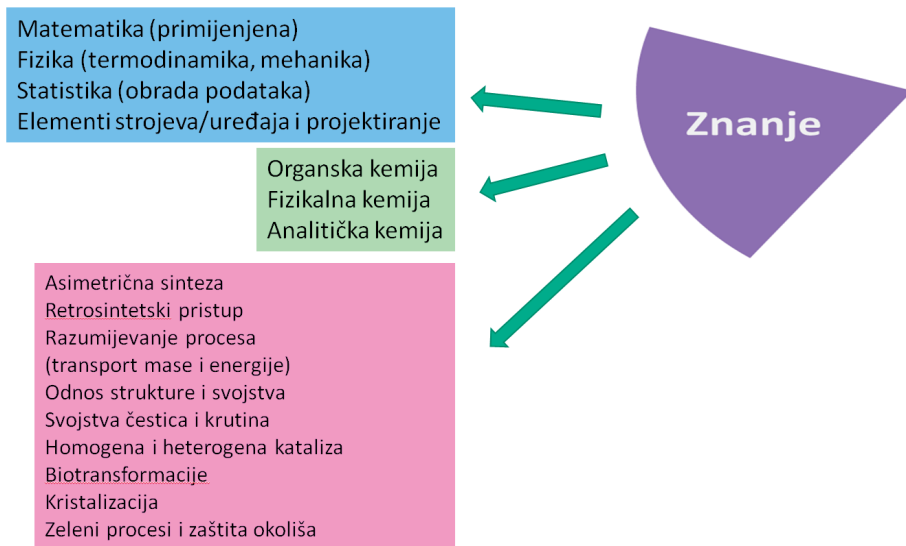 Matematika (primijenjena)
Fizika (termodinamika, mehanika)
Statistika (obrada podataka)
Elementi strojeva/uređaja i projektiranje
Znanje
Organska kemija
Fizikalna kemija
Analitička kemija
Asimetrična sinteza
Retrosintetski pristup
Razumijevanje procesa
(transport mase i energije)
Odnos strukture i svojstva
Svojstva čestica i krutina
Homogena i heterogena kataliza
Biotransformacije
Kristalizacija
Zeleni procesi i zaštita okoliša